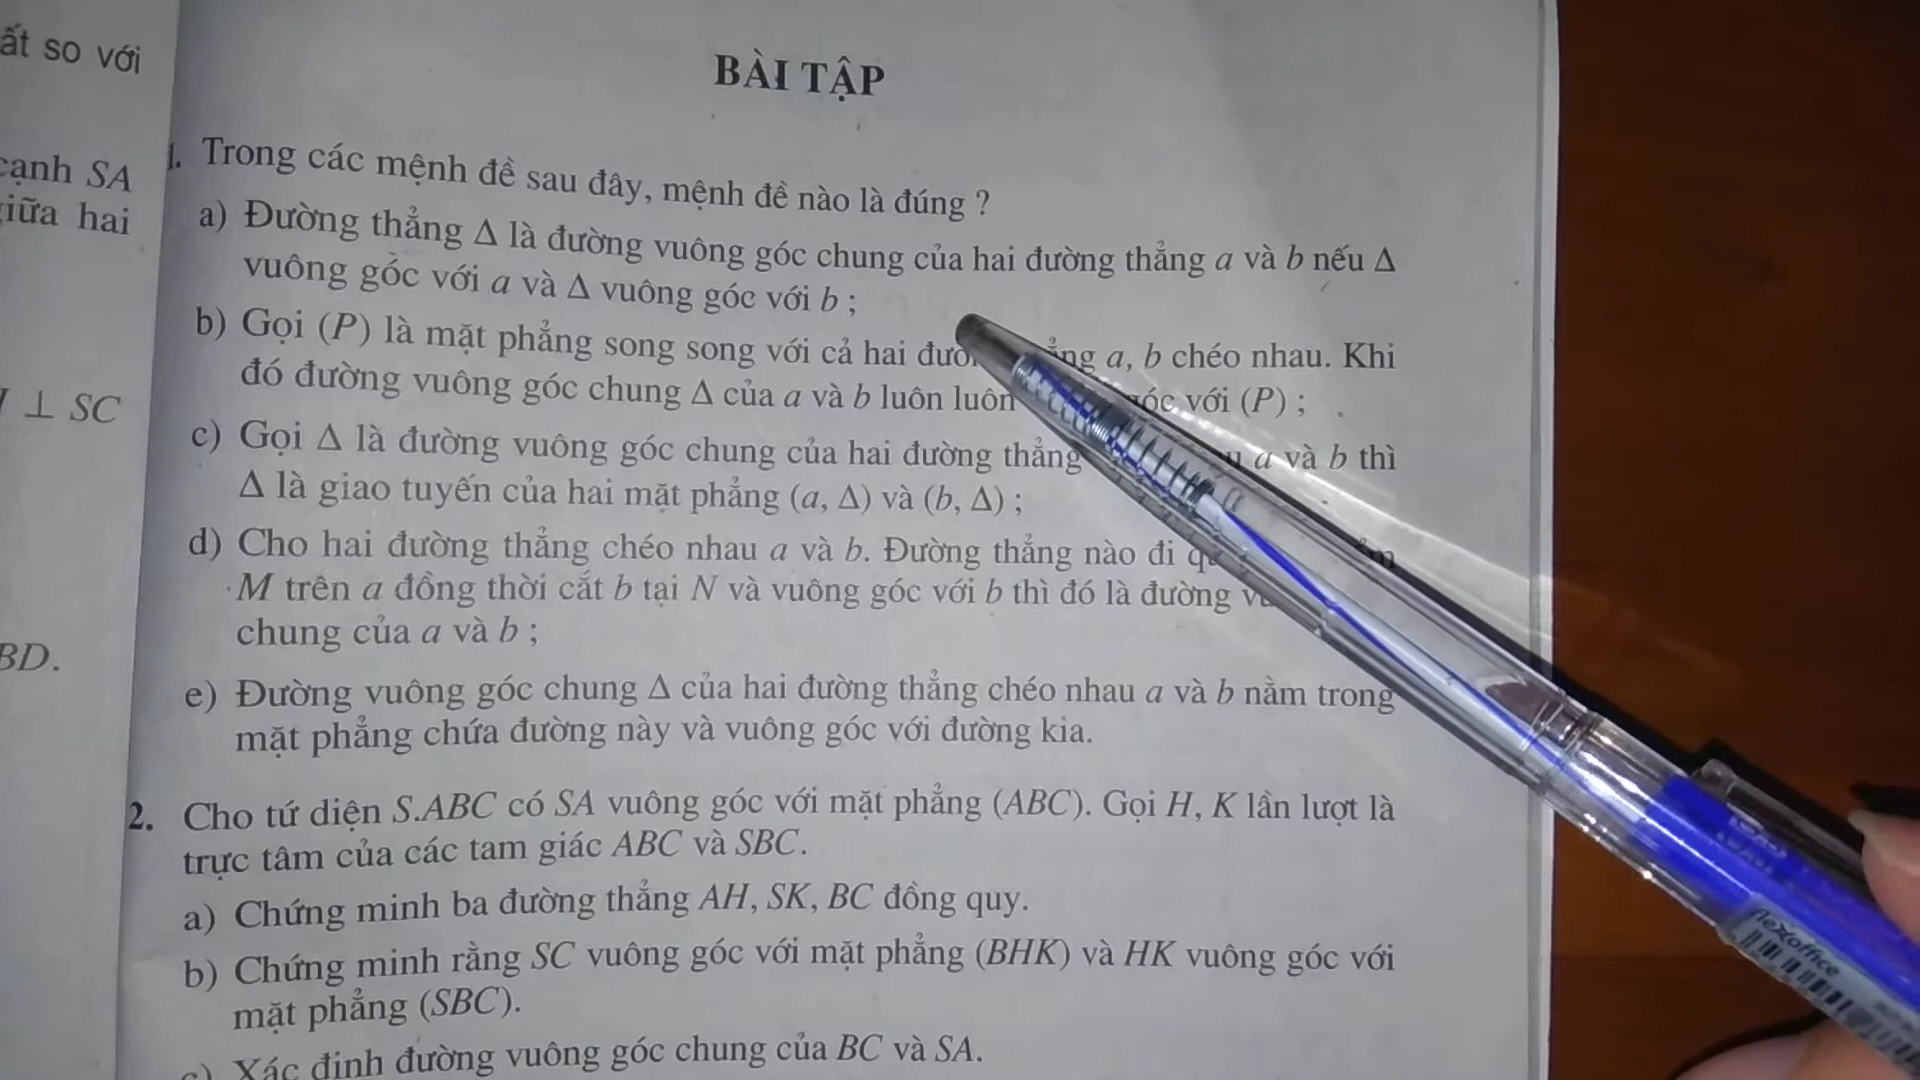 ất so với
BÀI TẬP
cạnh SA
giữa hai
1. Trong các mệnh đề sau đây, mệnh đề nào là đúng ?
a) Đường thẳng Δ là đường vuông góc chung của hai đường thẳng a và b nếu Δ
vuông góc với a và Δ vuông góc với b ;
b) Gọi (P) là mặt phẳng song song với cả hai a, b chéo nhau. Khi
đó đường vuông góc chung Δ của a và b luôn luôn góc với (P) ;
⊥ SC
c) Gọi Δ là đường vuông góc chung của hai đường thẳng a và b thì
Δ là giao tuyến của hai mặt phẳng (a, Δ) và (b, Δ) ;
d) Cho hai đường thẳng chéo nhau a và b. Đường thẳng nào đi
M trên a đồng thời cắt b tại N và vuông góc với b thì đó là đường
chung của a và b ;
BD.
e) Đường vuông góc chung Δ của hai đường thẳng chéo nhau a và b nằm trong
mặt phẳng chứa đường này và vuông góc với đường kia.
2. Cho tứ diện S.ABC có SA vuông góc với mặt phẳng (ABC). Gọi H, K lần lượt là
trực tâm của các tam giác ABC và SBC.
a) Chứng minh ba đường thẳng AH, SK, BC đồng quy.
b) Chứng minh rằng SC vuông góc với mặt phẳng (BHK) và HK vuông góc với
mặt phẳng (SBC).
c) Xác định đường vuông góc chung của BC và SA.
flexoffice